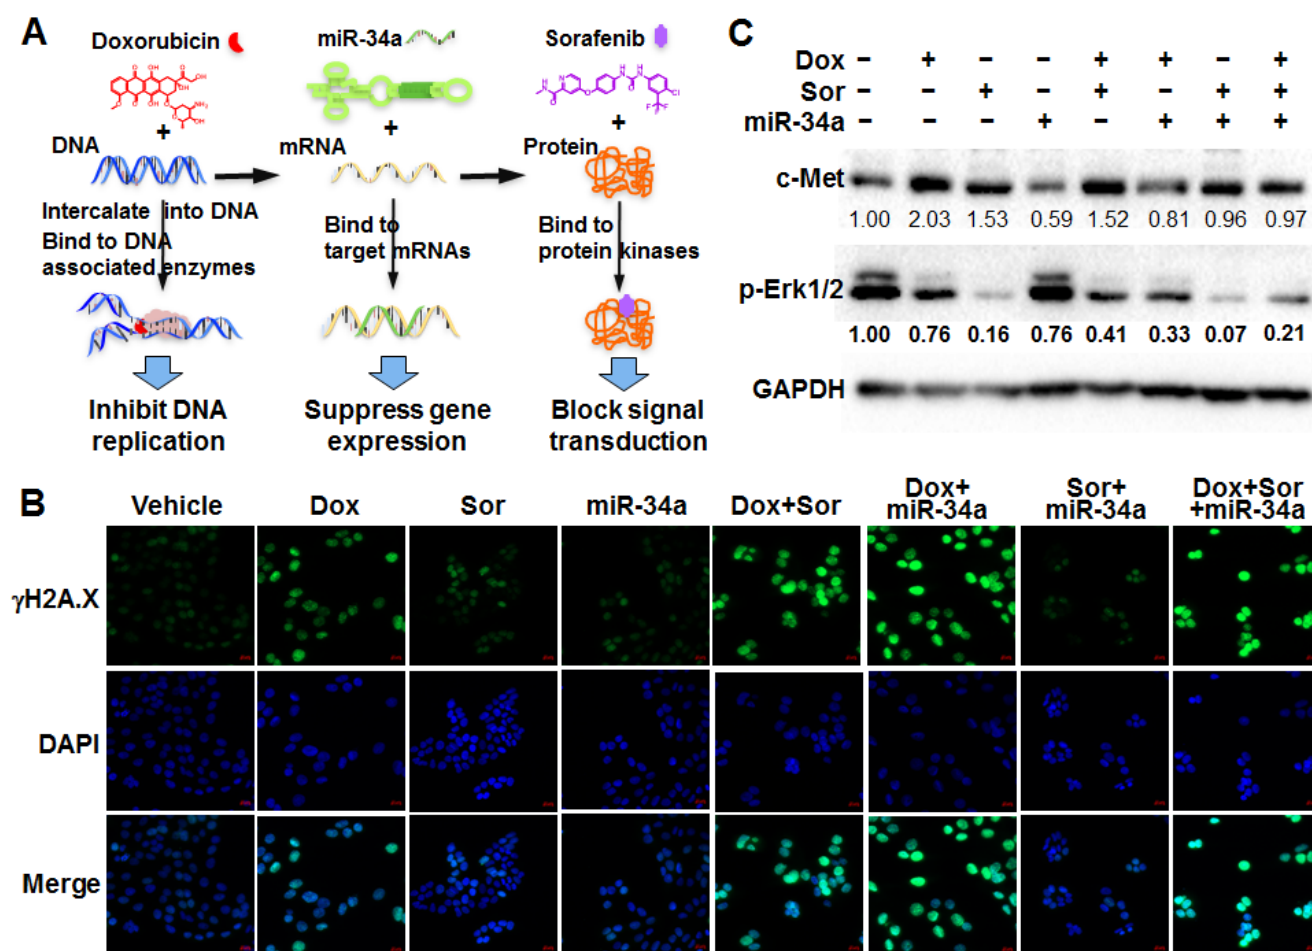 A
Doxorubicin
miR-34a
Sorafenib
+
+
+
DNA
mRNA
Protein
Intercalate into DNA
Bind to DNA
associated enzymes
Bind to
target mRNAs
Bind to
protein kinases
Inhibit DNA
replication
Suppress gene
expression
Block signal
transduction
C
Dox − + − − + + − +
Sor − − + − + − + +
miR-34a − − − + − + + +
c-Met
1.00 2.03 1.53 0.59 1.52 0.81 0.96 0.97
p-Erk1/2
1.00 0.76 0.16 0.76 0.41 0.33 0.07 0.21
GAPDH
B
Vehicle
Dox
Sor
miR-34a
Dox+Sor
Dox+
miR-34a
Sor+
miR-34a
Dox+Sor
+miR-34a
γH2A.X
DAPI
Merge